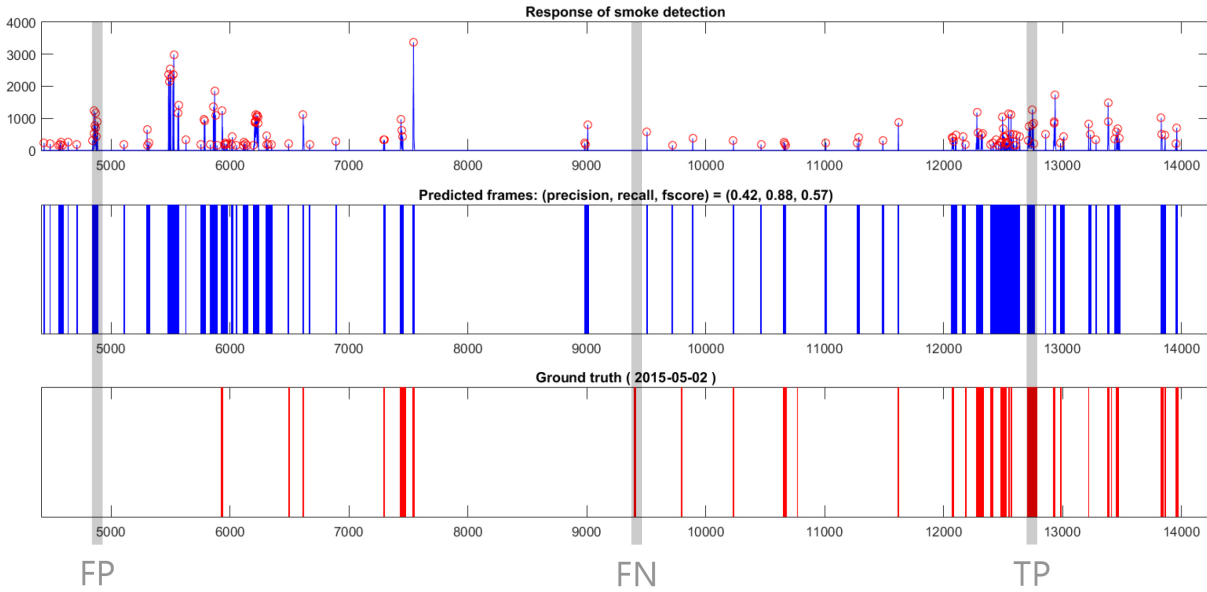 Response of smoke detection
4000
3000
2000
1000
0
5000 6000 7000 8000 9000 10000 11000 12000 13000 14000
Predicted frames: (precision, recall, fscore) = (0.42, 0.88, 0.57)
5000 6000 7000 8000 9000 10000 11000 12000 13000 14000
Ground truth ( 2015-05-02 )
5000 6000 7000 8000 9000 10000 11000 12000 13000 14000
FP FN TP